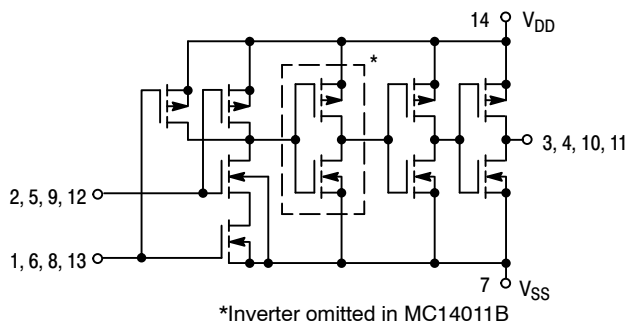 14 V_DD
*
3, 4, 10, 11
2, 5, 9, 12
1, 6, 8, 13
7 V_SS
*Inverter omitted in MC14011B